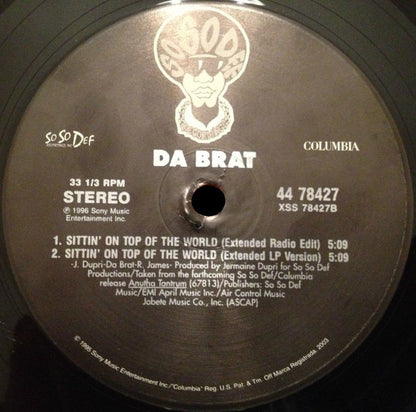 SO SO DEF
RECORDINGS
SO SO DEF
COLUMBIA
DA BRAT
33 1/3 RPM
STEREO
℗ 1996 Sony Music
Entertainment Inc.
44 78427
XSS 78427B
1. SITTIN' ON TOP OF THE WORLD (Extended Radio Edit) 5:09
2. SITTIN' ON TOP OF THE WORLD (Extended LP Version) 5:09
-J. Dupri-Da Brat-R. James- Produced by Jermaine Dupri for So So Def
Productions/Taken from the forthcoming So So Def/Columbia
release Anutha Tantrum (67813)/Publishers: So So Def
Music/EMI April Music Inc./Air Control Music
Jobete Music Co., Inc. (ASCAP)
© 1996 Sony Music Entertainment Inc./"Columbia" Reg. U.S. Pat. & Tm. Off Marca Registrada. 2003